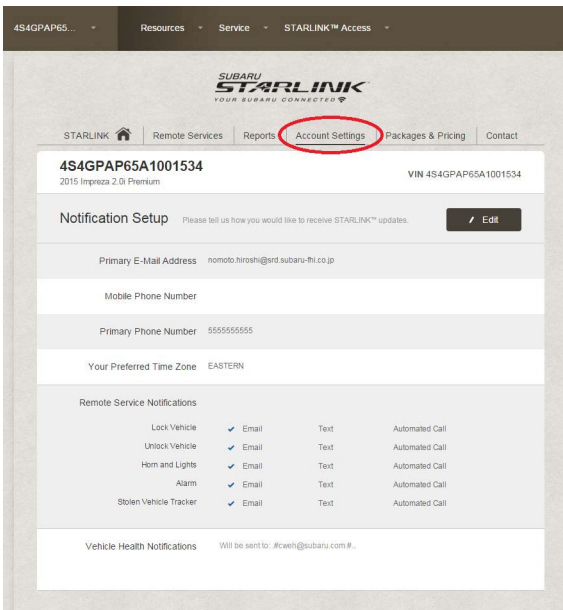 4S4GPAP65... Resources Service STARLINK™ Access
SUBARU
STARLINK
YOUR SUBARU CONNECTED
STARLINK Remote Services Reports Account Settings Packages & Pricing Contact
4S4GPAP65A1001534
VIN 4S4GPAP65A1001534
2015 Impreza 2.0i Premium
Notification Setup Please tell us how you would like to receive STARLINK™ updates. Edit
Primary E-Mail Address nomoto.hiroshi@srd.subaru-fhi.co.jp
Mobile Phone Number
Primary Phone Number 5555555555
Your Preferred Time Zone EASTERN
Remote Service Notifications
Lock Vehicle Email Text Automated Call
Unlock Vehicle Email Text Automated Call
Horn and Lights Email Text Automated Call
Alarm Email Text Automated Call
Stolen Vehicle Tracker Email Text Automated Call
Vehicle Health Notifications Will be sent to: #cweh@subaru.com.#..